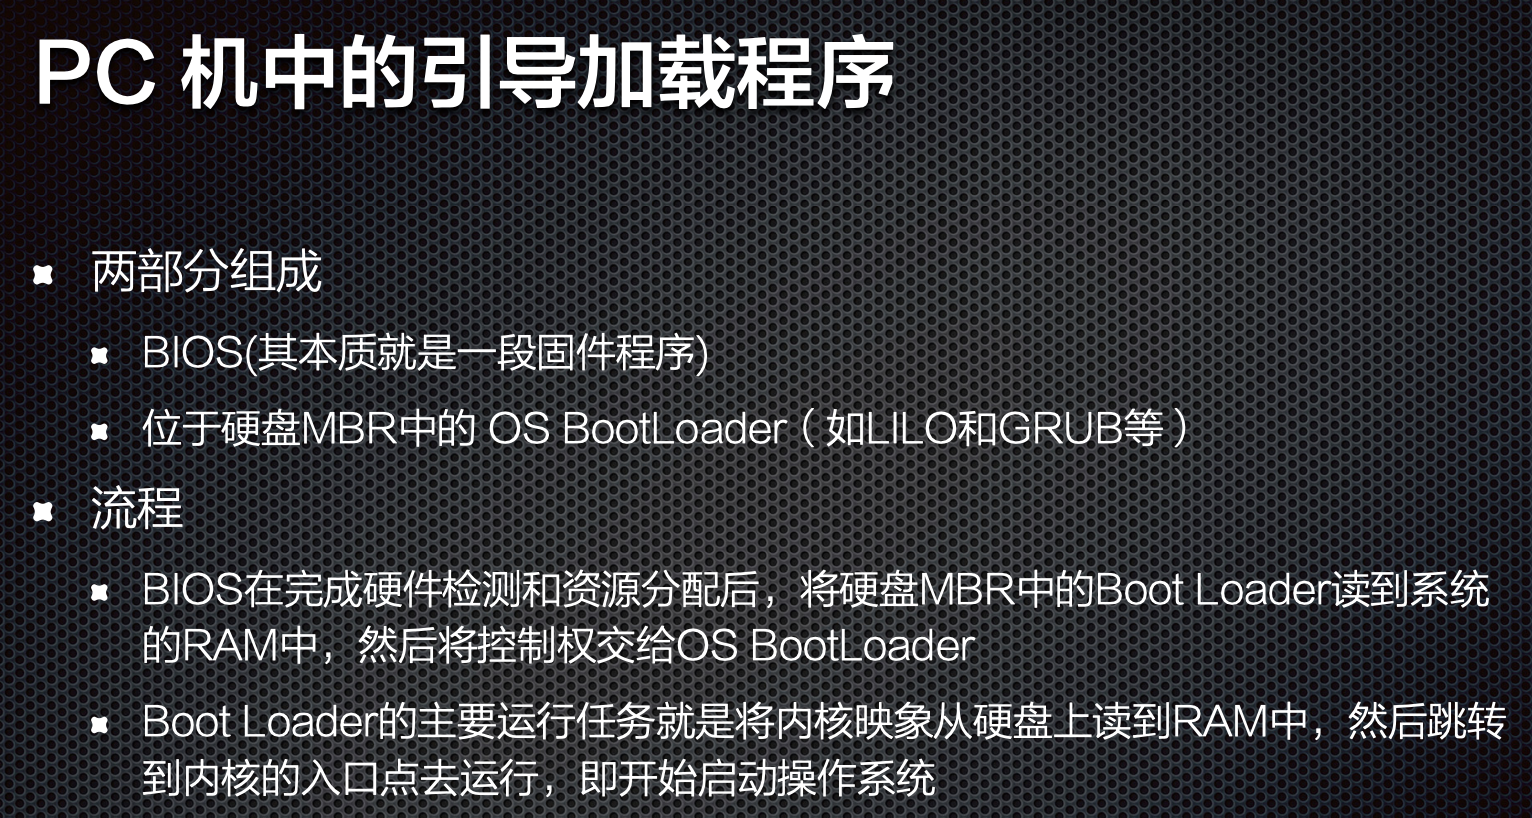 PC 机中的引导加载程序
两部分组成
BIOS(其本质就是一段固件程序)
位于硬盘MBR中的 OS BootLoader（如LILO和GRUB等）
流程
BIOS在完成硬件检测和资源分配后，将硬盘MBR中的Boot Loader读到系统
的RAM中，然后将控制权交给OS BootLoader
Boot Loader的主要运行任务就是将内核映象从硬盘上读到RAM中，然后跳转
到内核的入口点去运行，即开始启动操作系统